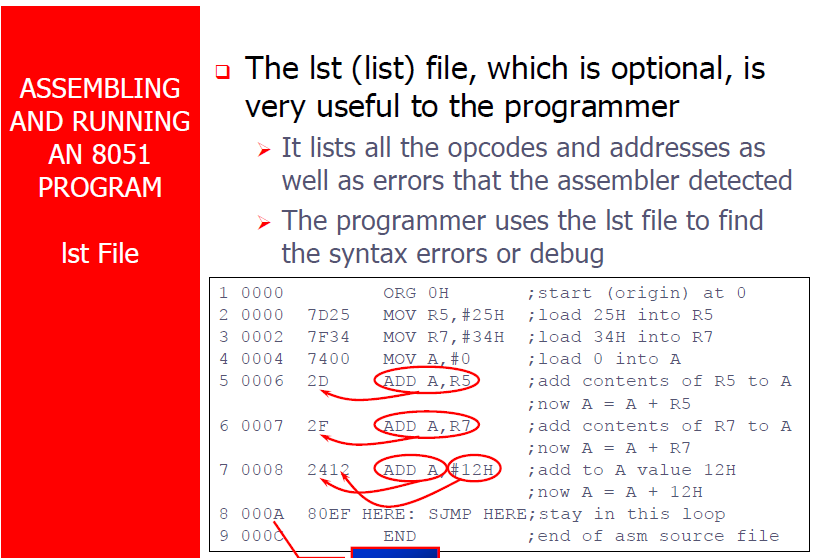 ASSEMBLING
AND RUNNING
AN 8051
PROGRAM
lst File
The lst (list) file, which is optional, is
very useful to the programmer
It lists all the opcodes and addresses as
well as errors that the assembler detected
The programmer uses the lst file to find
the syntax errors or debug
1 0000 ORG 0H ;start (origin) at 0
2 0000 7D25 MOV R5,#25H ;load 25H into R5
3 0002 7F34 MOV R7,#34H ;load 34H into R7
4 0004 7400 MOV A,#0 ;load 0 into A
5 0006 2D ADD A,R5 ;add contents of R5 to A
;now A = A + R5
6 0007 2F ADD A,R7 ;add contents of R7 to A
;now A = A + R7
7 0008 2412 ADD A,#12H ;add to A value 12H
;now A = A + 12H
8 000A 80EF HERE: SJMP HERE;stay in this loop
9 000C END ;end of asm source file